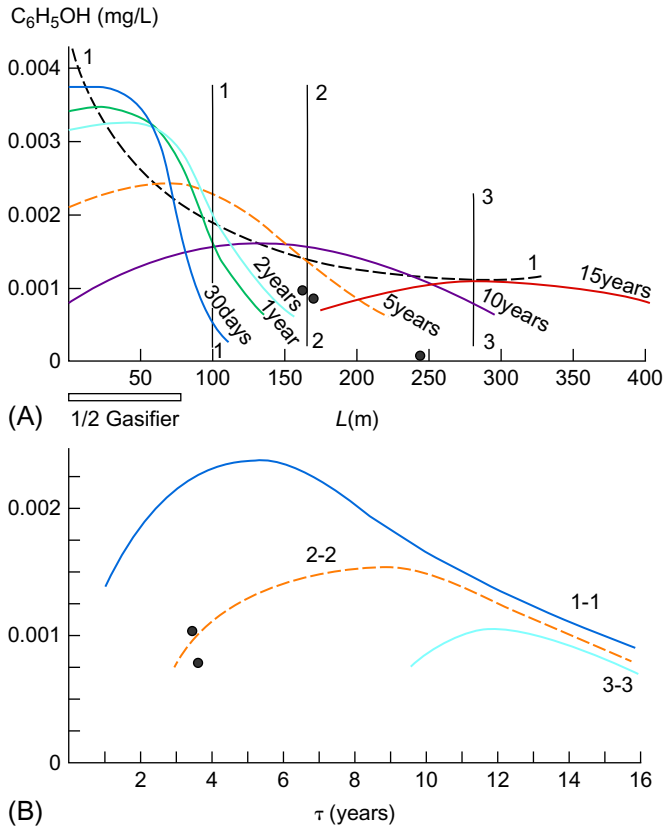 C₆H₅OH (mg/L)
0.004
0.003
0.002
0.001
0
1
1
2
3
1
30days
1
2years
1year
2
5years
10years
3
15years
50
100
150
200
250
300
350
400
(A)
1/2 Gasifier
L(m)
0.002
0.001
0
2-2
1-1
3-3
2
4
6
8
10
12
14
16
(B)
τ (years)